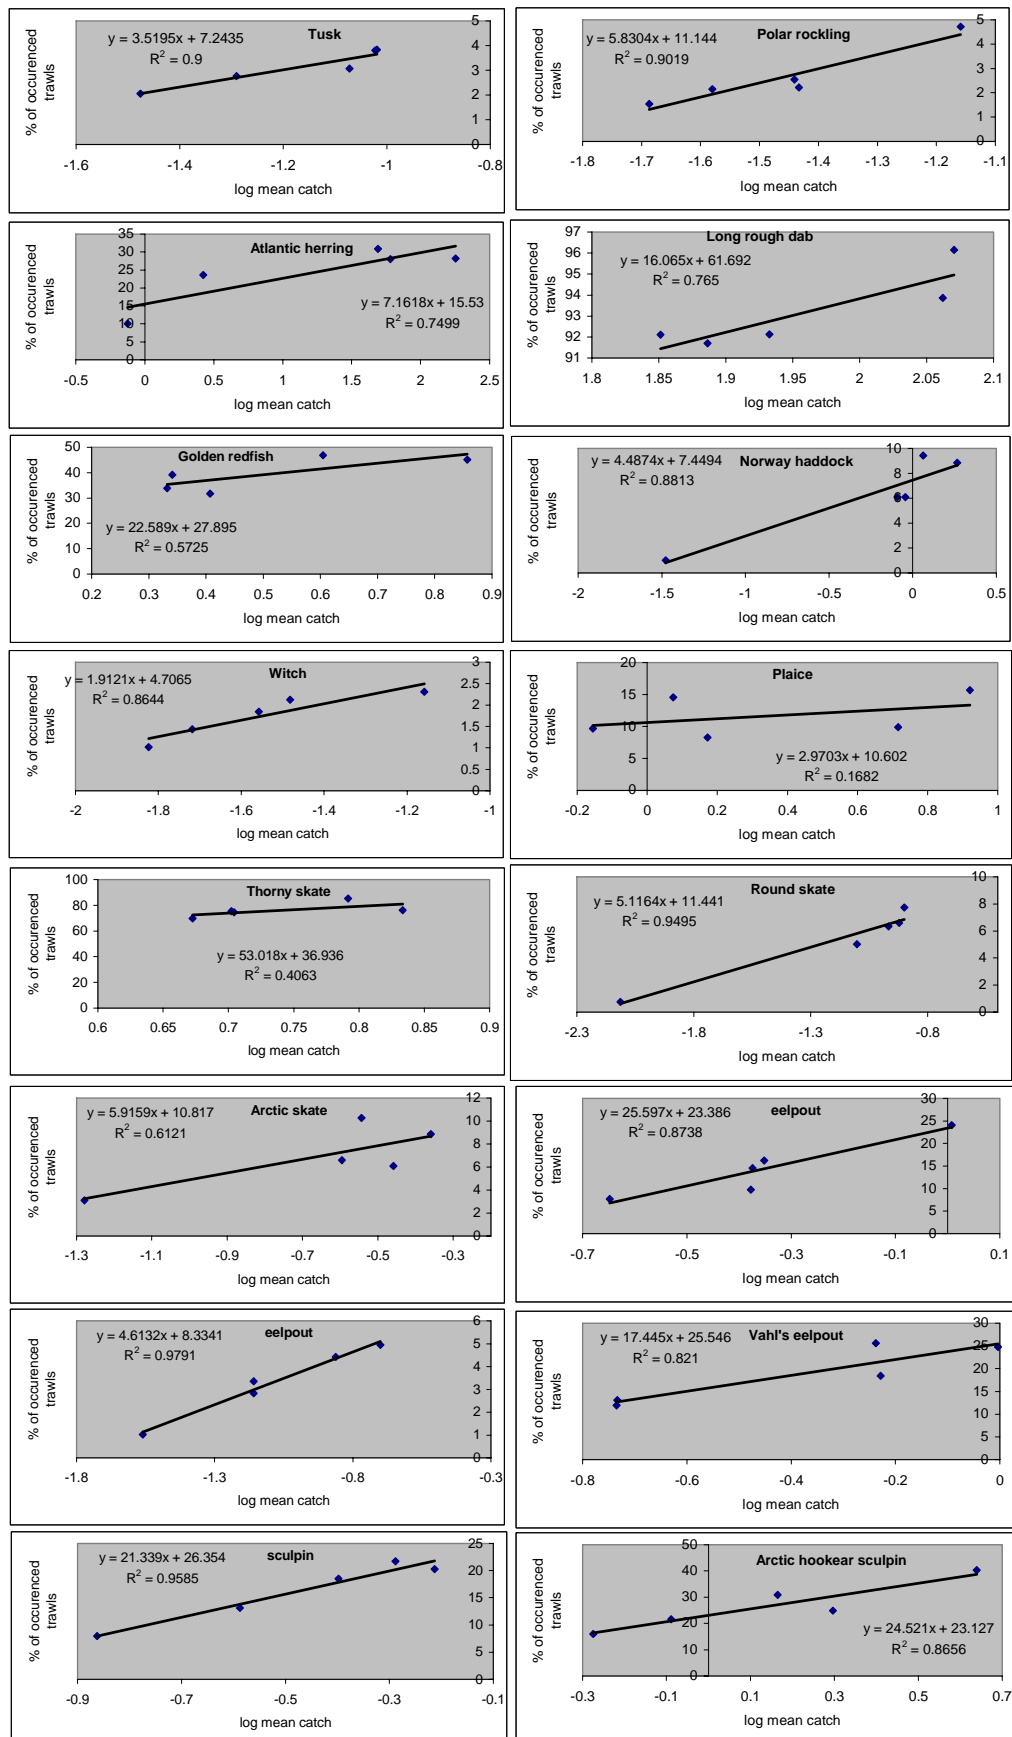 Tusk
y = 3.5195x + 7.2435
R² = 0.9
% of occurenced
trawls
5
4
3
2
1
0
-1.6 -1.4 -1.2 -1 -0.8
log mean catch
Polar rockling
y = 5.8304x + 11.144
R² = 0.9019
% of occurenced
trawls
5
4
3
2
1
0
-1.8 -1.7 -1.6 -1.5 -1.4 -1.3 -1.2 -1.1
log mean catch
Atlantic herring
y = 7.1618x + 15.53
R² = 0.7499
% of occurenced
trawls
35
30
25
20
15
10
5
0
-0.5 0 0.5 1 1.5 2 2.5
log mean catch
Long rough dab
y = 16.065x + 61.692
R² = 0.765
% of occurenced
trawls
97
96
95
94
93
92
91
1.8 1.85 1.9 1.95 2 2.05 2.1
log mean catch
Golden redfish
y = 22.589x + 27.895
R² = 0.5725
% of occurenced
trawls
50
40
30
20
10
0
0.2 0.3 0.4 0.5 0.6 0.7 0.8 0.9
log mean catch
Norway haddock
y = 4.4874x + 7.4494
R² = 0.8813
% of occurenced
trawls
10
8
6
4
2
0
-2 -1.5 -1 -0.5 0 0.5
log mean catch
Witch
y = 1.9121x + 4.7065
R² = 0.8644
% of occurenced
trawls
3
2.5
2
1.5
1
0.5
0
-2 -1.8 -1.6 -1.4 -1.2 -1
log mean catch
Plaice
y = 2.9703x + 10.602
R² = 0.1682
% of occurenced
trawls
20
15
10
5
0
-0.2 0 0.2 0.4 0.6 0.8 1
log mean catch
Thorny skate
y = 53.018x + 36.936
R² = 0.4063
% of occurenced
trawls
100
80
60
40
20
0
0.6 0.65 0.7 0.75 0.8 0.85 0.9
log mean catch
Round skate
y = 5.1164x + 11.441
R² = 0.9495
% of occurenced
trawls
10
8
6
4
2
0
-2.3 -1.8 -1.3 -0.8
log mean catch
Arctic skate
y = 5.9159x + 10.817
R² = 0.6121
% of occurenced
trawls
12
10
8
6
4
2
0
-1.3 -1.1 -0.9 -0.7 -0.5 -0.3
log mean catch
eelpout
y = 25.597x + 23.386
R² = 0.8738
% of occurenced
trawls
30
25
20
15
10
5
0
-0.7 -0.5 -0.3 -0.1 0.1
log mean catch
eelpout
y = 4.6132x + 8.3341
R² = 0.9791
% of occurenced
trawls
6
5
4
3
2
1
0
-1.8 -1.3 -0.8 -0.3
log mean catch
Vahl's eelpout
y = 17.445x + 25.546
R² = 0.821
% of occurenced
trawls
30
25
20
15
10
5
0
-0.8 -0.6 -0.4 -0.2 0
log mean catch
sculpin
y = 21.339x + 26.354
R² = 0.9585
% of occurenced
trawls
25
20
15
10
5
0
-0.9 -0.7 -0.5 -0.3 -0.1
log mean catch
Arctic hookear sculpin
y = 24.521x + 23.127
R² = 0.8656
% of occurenced
trawls
50
40
30
20
10
0
-0.3 -0.1 0.1 0.3 0.5 0.7
log mean catch